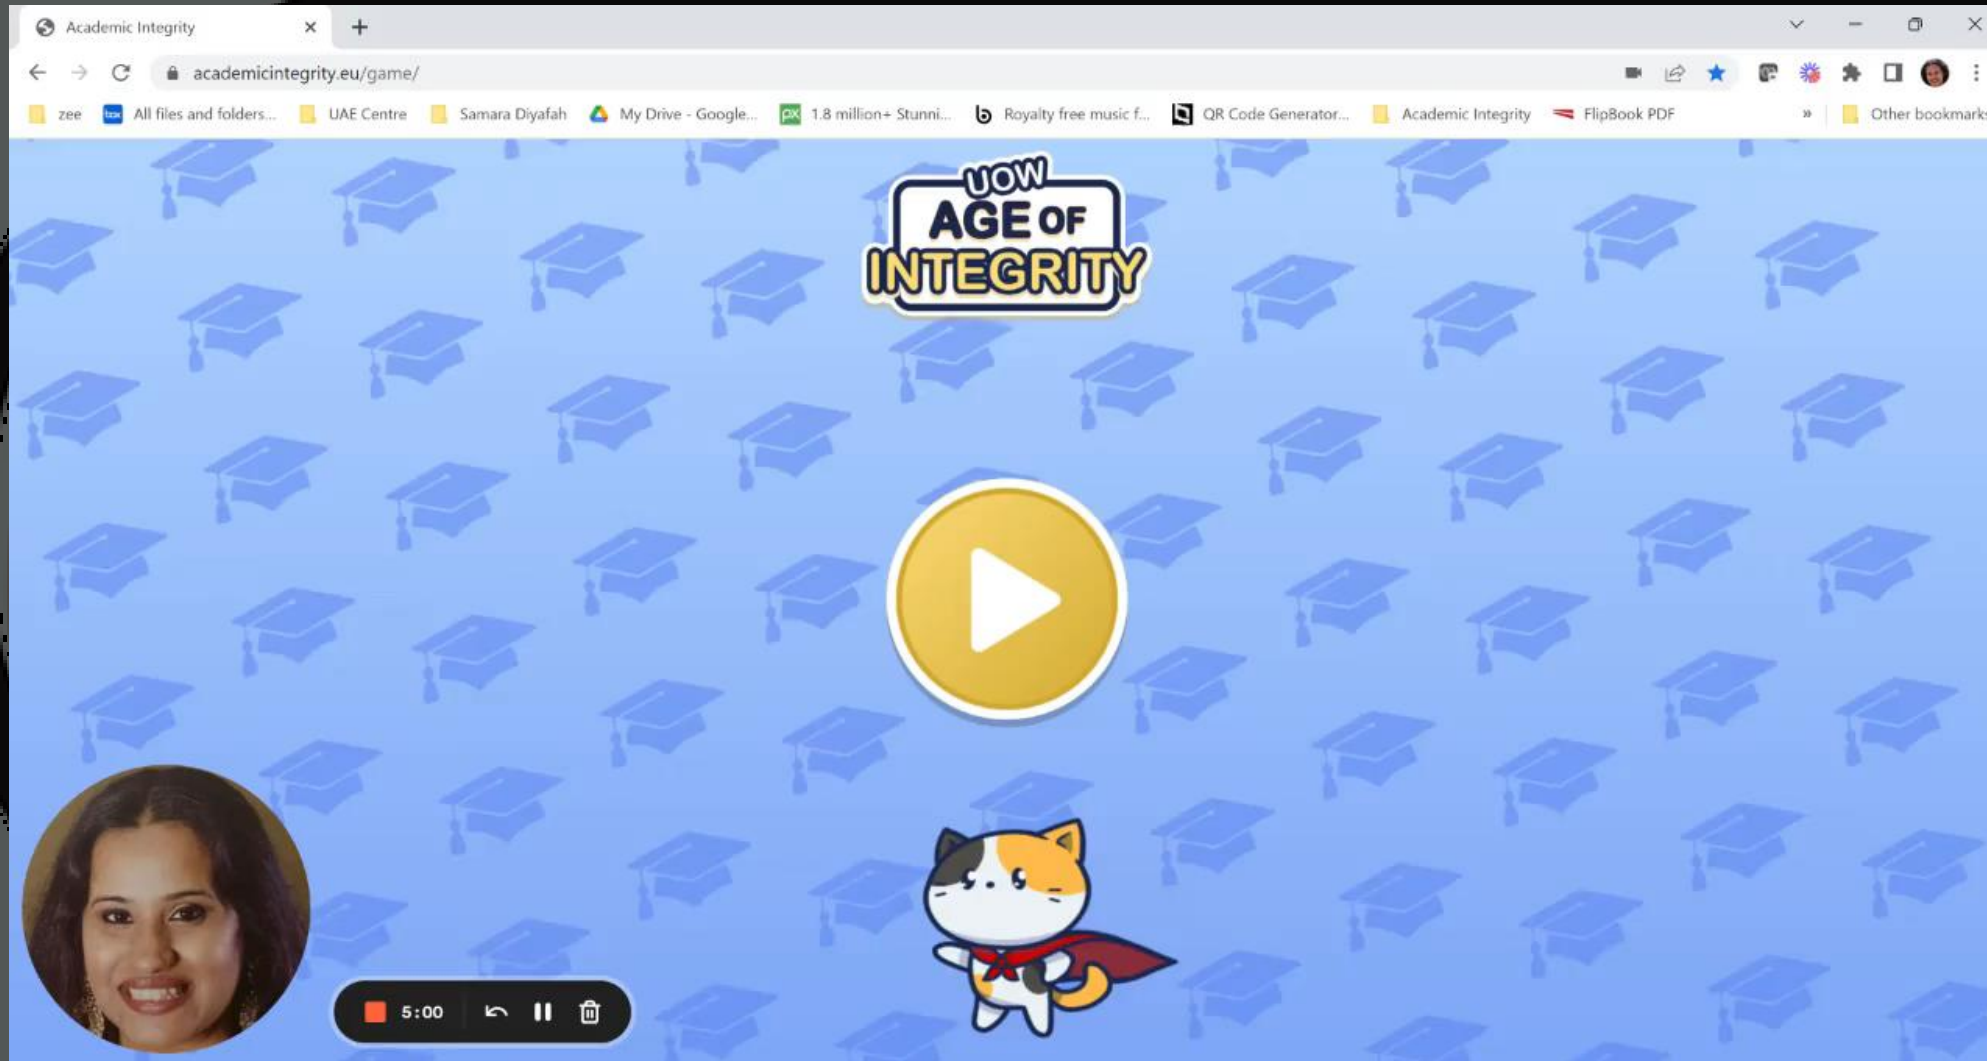 Academic Integrity
academicintegrity.eu/game/
zee All files and folders... UAE Centre Samara Diyafah My Drive - Google... 1.8 million+ Stunni... Royalty free music f... QR Code Generator... Academic Integrity FlipBook PDF » Other bookmarks
box
px
UOW
AGE OF
INTEGRITY
5:00